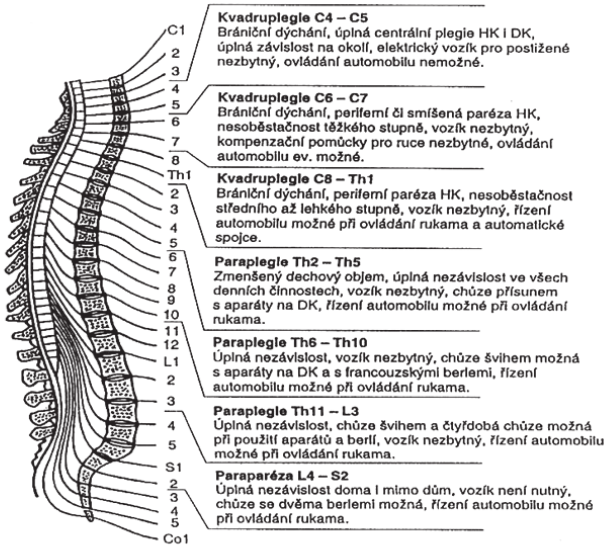 C1
2
3
4
5
6
7
8
Th1
2
3
4
5
6
7
8
9
10
11
12
L1
2
3
4
5
S1
2
3
4
5
Co1
Kvadruplegie C4 – C5
Brániční dýchání, úplná centrální plegie HK i DK,
úplná závislost na okolí, elektrický vozík pro postižené
nezbytný, ovládání automobilu nemožné.
Kvadruplegie C6 – C7
Brániční dýchání, periferní či smíšená paréza HK,
nesoběstačnost těžkého stupně, vozík nezbytný,
kompenzační pomůcky pro ruce nezbytné, ovládání
automobilu ev. možné.
Kvadruplegie C8 – Th1
Brániční dýchání, periferní paréza HK, nesoběstačnost
středního až lehkého stupně, vozík nezbytný, řízení
automobilu možné při ovládání rukama a automatické
spojce.
Paraplegie Th2 – Th5
Zmenšený dechový objem, úplná nezávislost ve všech
denních činnostech, vozík nezbytný, chůze přísunem
s aparáty na DK, řízení automobilu možné při ovládání
rukama.
Paraplegie Th6 – Th10
Úplná nezávislost, vozík nezbytný, chůze švihem možná
s aparáty na DK a s francouzskými berlemi, řízení
automobilu možné při ovládání rukama.
Paraplegie Th11 – L3
Úplná nezávislost, chůze švihem a čtyřdobá chůze možná
při použití aparátů a berlí, vozík nezbytný, řízení automobilu
možné při ovládání rukama.
Paraparéza L4 – S2
Úplná nezávislost doma i mimo dům, vozík není nutný,
chůze se dvěma berlemi možná, řízení automobilu možné
při ovládání rukama.